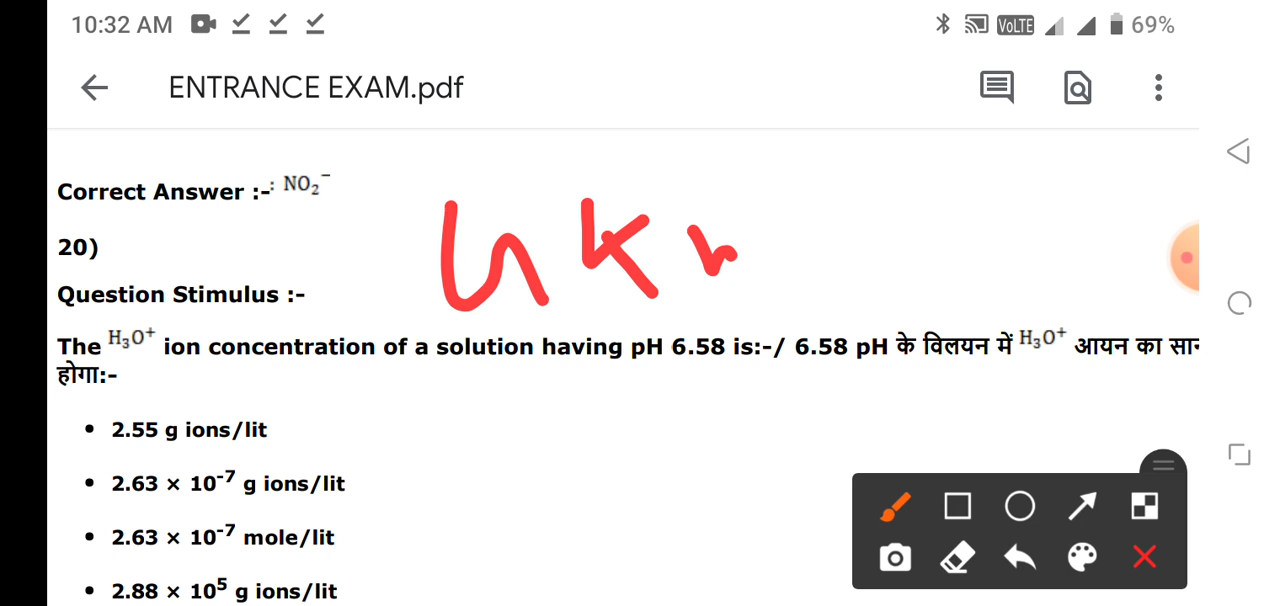 10:32 AM VoLTE 69%
ENTRANCE EXAM.pdf
Correct Answer :-: NO₂⁻
20)
Question Stimulus :-
The H₃O⁺ ion concentration of a solution having pH 6.58 is:-/ 6.58 pH के विलयन में H₃O⁺ आयन का
होगा:-
• 2.55 g ions/lit
• 2.63 × 10⁻⁷ g ions/lit
• 2.63 × 10⁻⁷ mole/lit
• 2.88 × 10⁵ g ions/lit